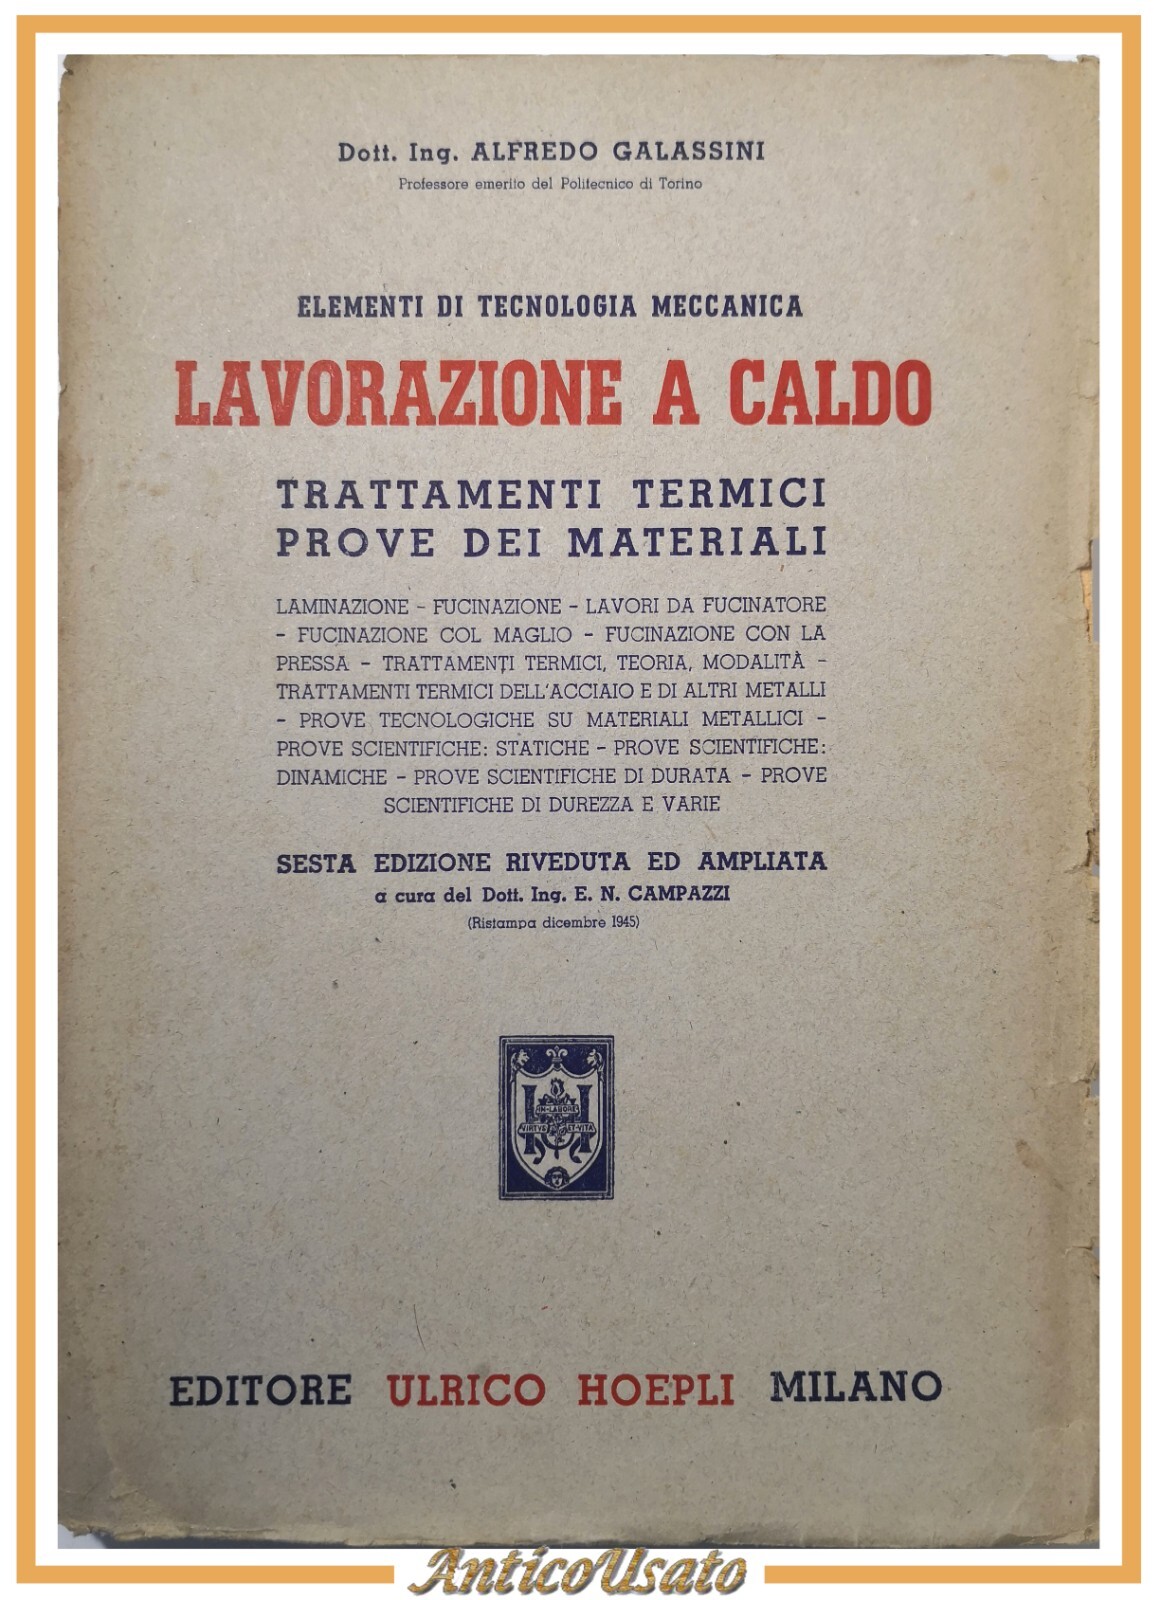 Dott. Ing. ALFREDO GALASSINI
Professore emerito del Politecnico di Torino
ELEMENTI DI TECNOLOGIA MECCANICA
LAVORAZIONE A CALDO
TRATTAMENTI TERMICI
PROVE DEI MATERIALI
LAMINAZIONE - FUCINAZIONE - LAVORI DA FUCINATORE
- FUCINAZIONE COL MAGLIO - FUCINAZIONE CON LA
PRESSA - TRATTAMENTI TERMICI, TEORIA, MODALITÀ -
TRATTAMENTI TERMICI DELL'ACCIAIO E DI ALTRI METALLI
- PROVE TECNOLOGICHE SU MATERIALI METALLICI -
PROVE SCIENTIFICHE: STATICHE - PROVE SCIENTIFICHE:
DINAMICHE - PROVE SCIENTIFICHE DI DURATA - PROVE
SCIENTIFICHE DI DUREZZA E VARIE
SESTA EDIZIONE RIVEDUTA ED AMPLIATA
a cura del Dott. Ing. E. N. CAMPAZZI
(Ristampa dicembre 1945)
IN·LABORE
VIRTVS ET·VITA
EDITORE ULRICO HOEPLI MILANO
AnticoUsato